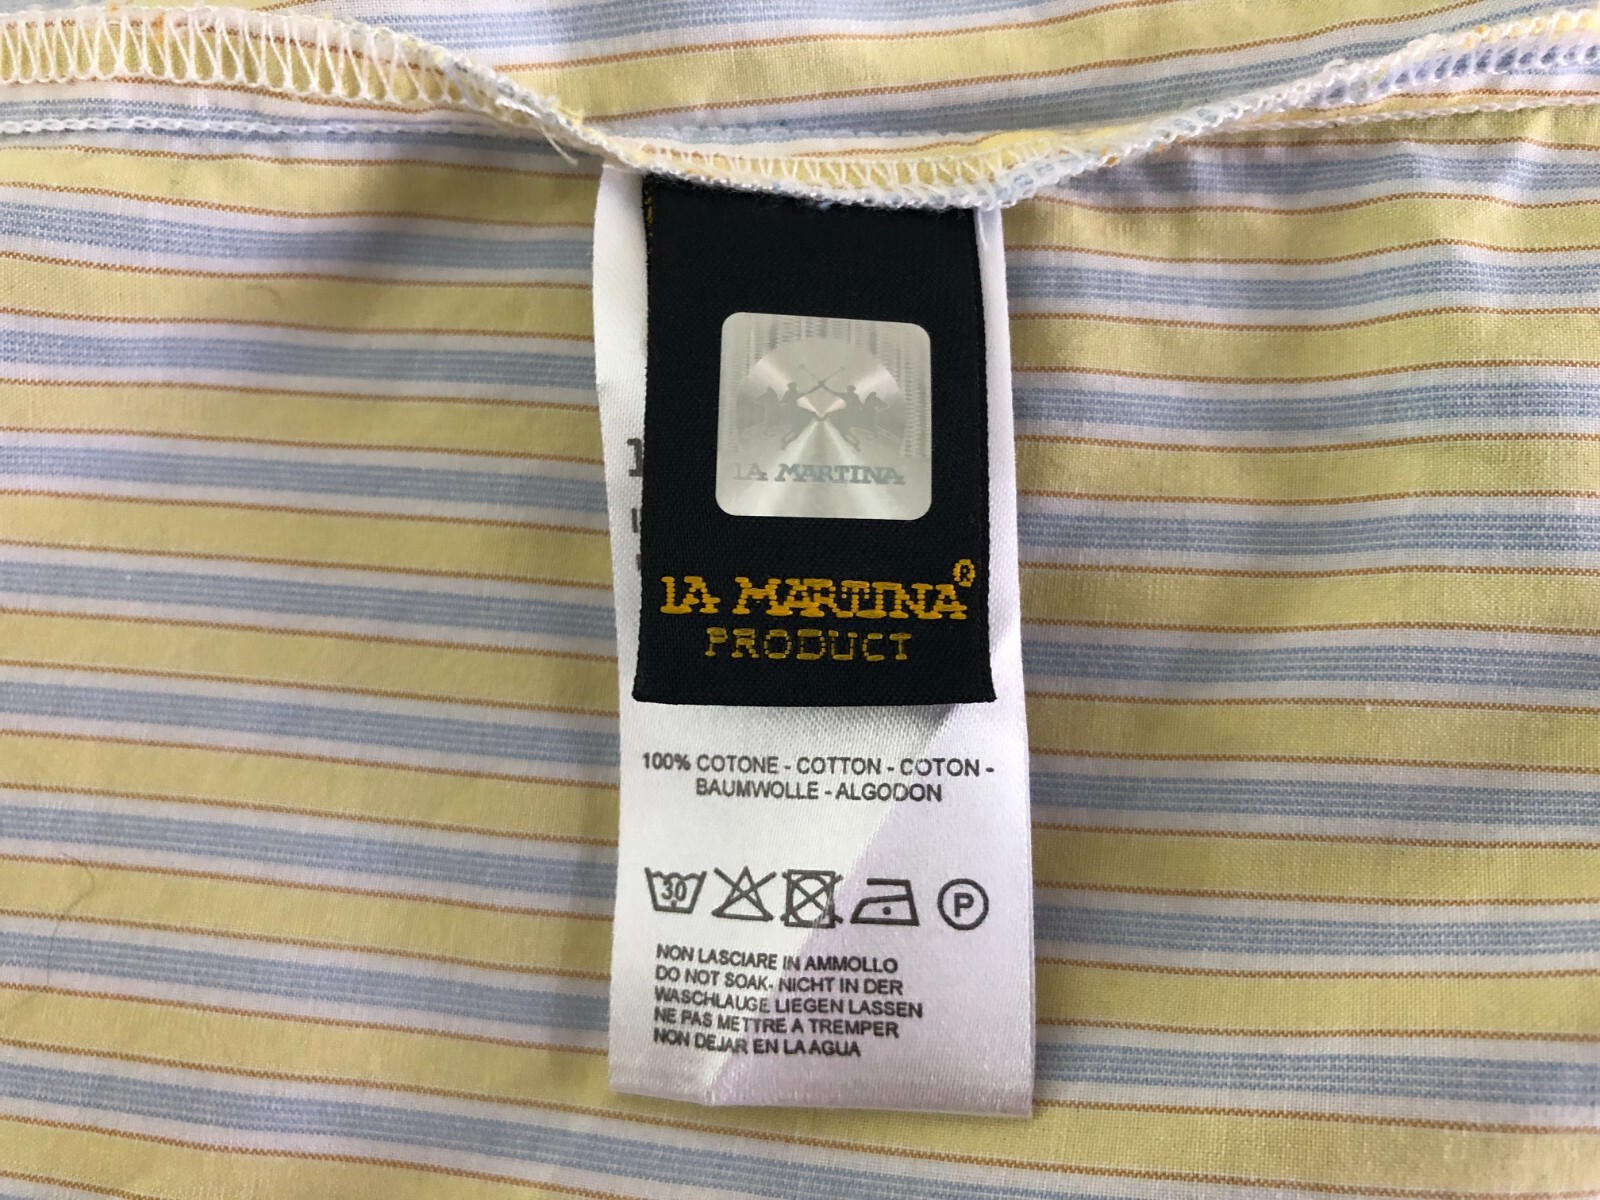 LA MARTINA
LA MARTINA®
PRODUCT
100% COTONE - COTTON - COTON -
BAUMWOLLE - ALGODON
30
P
NON LASCIARE IN AMMOLLO
DO NOT SOAK- NICHT IN DER
WASCHLAUGE LIEGEN LASSEN
NE PAS METTRE A TREMPER
NON DEJAR EN LA AGUA